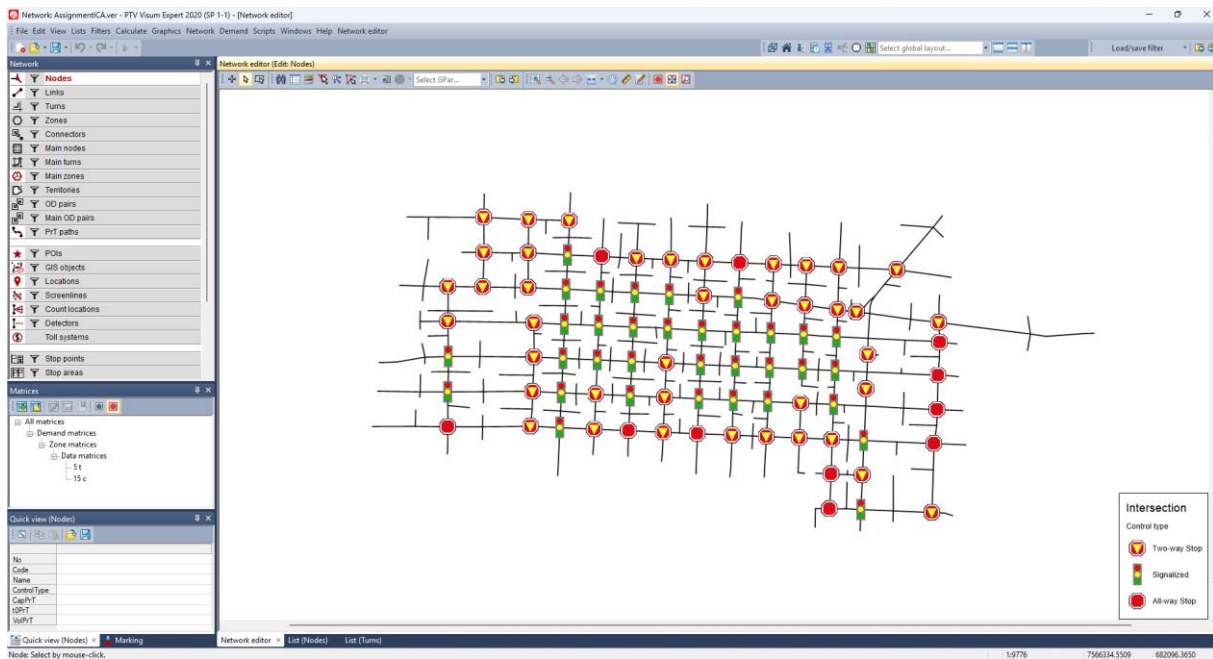 Network: AssignmentICA.ver - PTV Visum Expert 2020 (SP 1-1) - [Network editor]
File Edit View Lists Filters Calculate Graphics Network Demand Scripts Windows Help Network editor
Select global layout...
Load/save filter
Network
Network editor (Edit: Nodes)
Select GPar...
Nodes
Links
Turns
Zones
Connectors
Main nodes
Main turns
Main zones
Territories
OD pairs
Main OD pairs
PrT paths
POIs
GIS objects
Locations
Screenlines
Count locations
Detectors
Toll systems
Stop points
Stop areas
Matrices
All matrices
Demand matrices
Zone matrices
Data matrices
5 t
15 c
Quick view (Nodes)
No
Code
Name
ControlType
CapPrT
t0PrT
VolPrT
Intersection
Control type
Two-way Stop
Signalized
All-way Stop
Quick view (Nodes)
Marking
Network editor
List (Nodes)
List (Turns)
Node: Select by mouse-click.
1:9776
7566334.5509
682096.3650